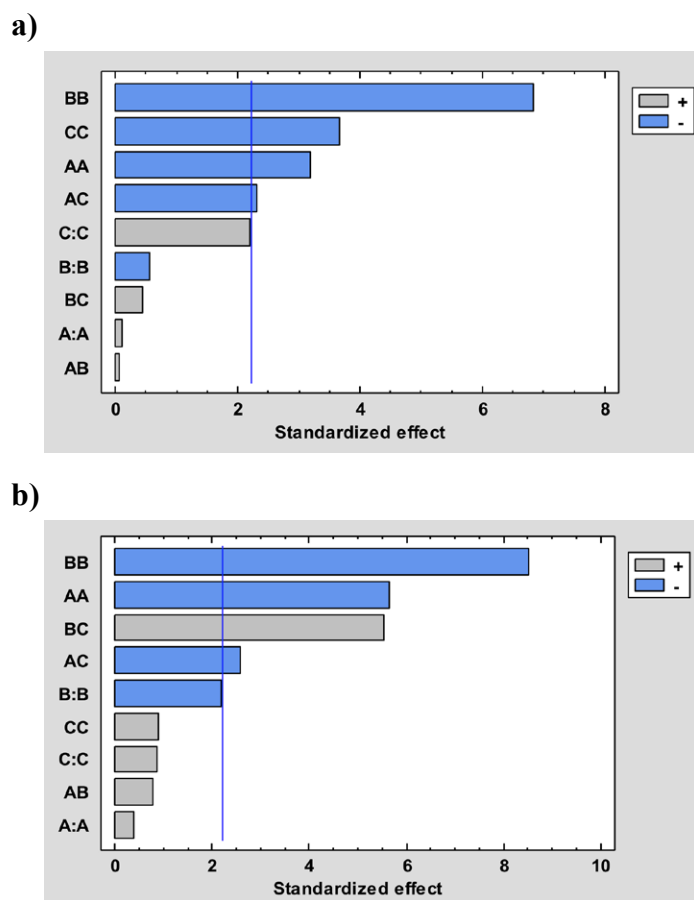 a)
BB
CC
AA
AC
C:C
B:B
BC
A:A
AB
0 2 4 6 8
Standardized effect
+
-
b)
BB
AA
BC
AC
B:B
CC
C:C
AB
A:A
0 2 4 6 8 10
Standardized effect
+
-